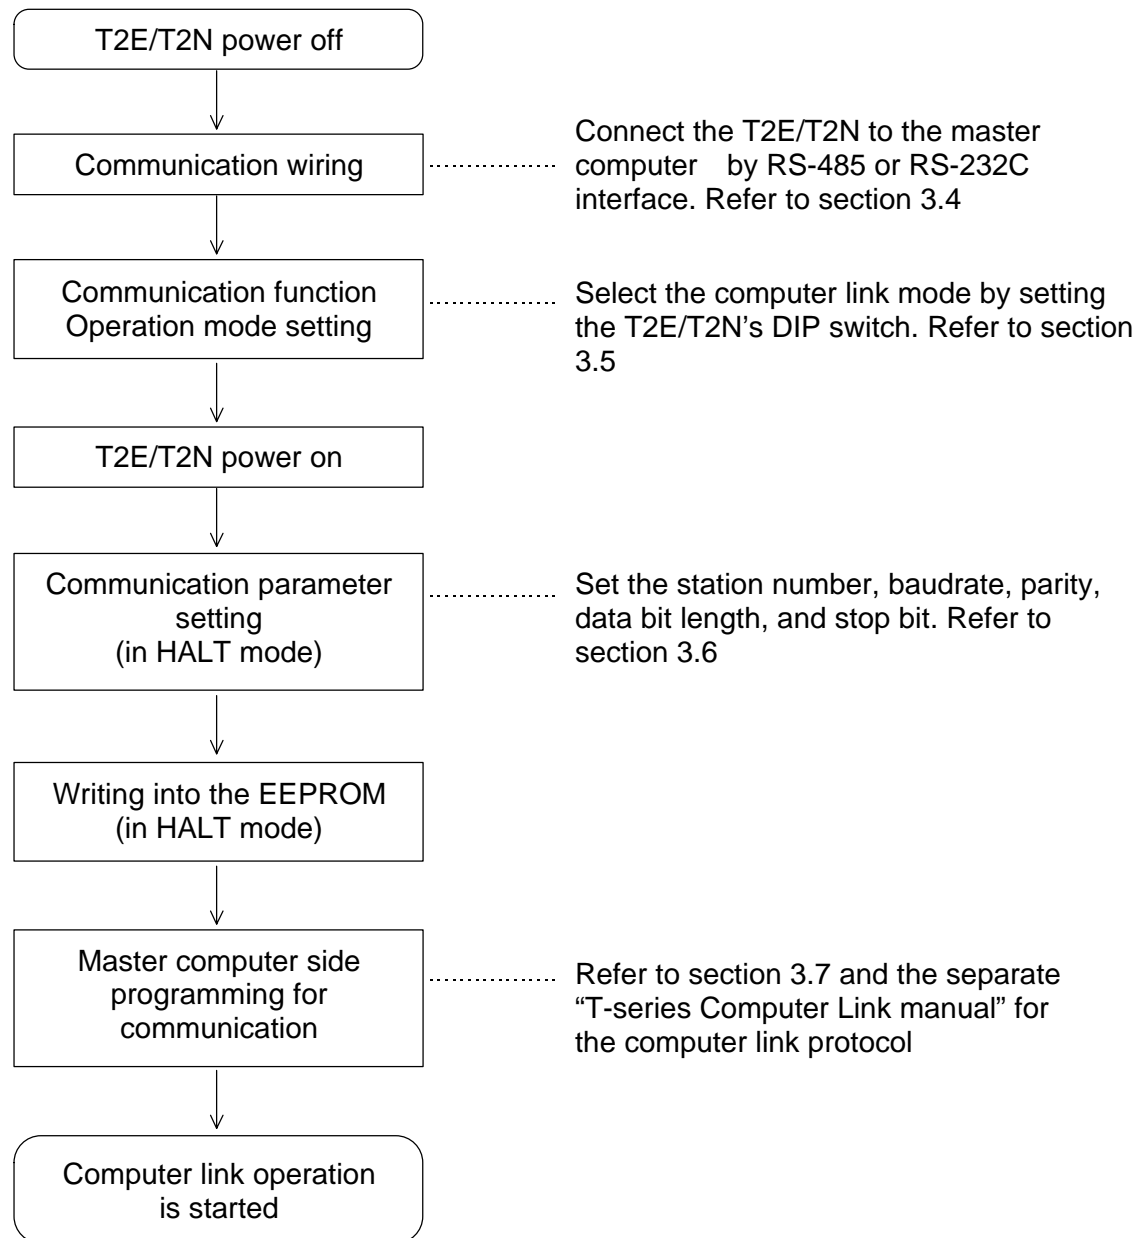 T2E/T2N power off
Communication wiring
Connect the T2E/T2N to the master
computer by RS-485 or RS-232C
interface. Refer to section 3.4
Communication function
Operation mode setting
Select the computer link mode by setting
the T2E/T2N’s DIP switch. Refer to section
3.5
T2E/T2N power on
Communication parameter
setting
(in HALT mode)
Set the station number, baudrate, parity,
data bit length, and stop bit. Refer to
section 3.6
Writing into the EEPROM
(in HALT mode)
Master computer side
programming for
communication
Refer to section 3.7 and the separate
“T-series Computer Link manual” for
the computer link protocol
Computer link operation
is started